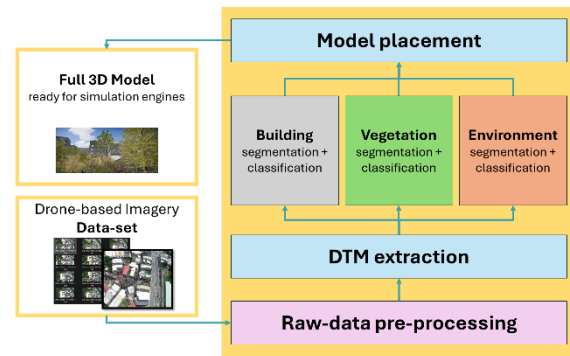 Model placement
Full 3D Model
ready for simulation engines
Building
segmentation +
classification
Vegetation
segmentation +
classification
Environment
segmentation +
classification
Drone-based Imagery
Data-set
DTM extraction
Raw-data pre-processing